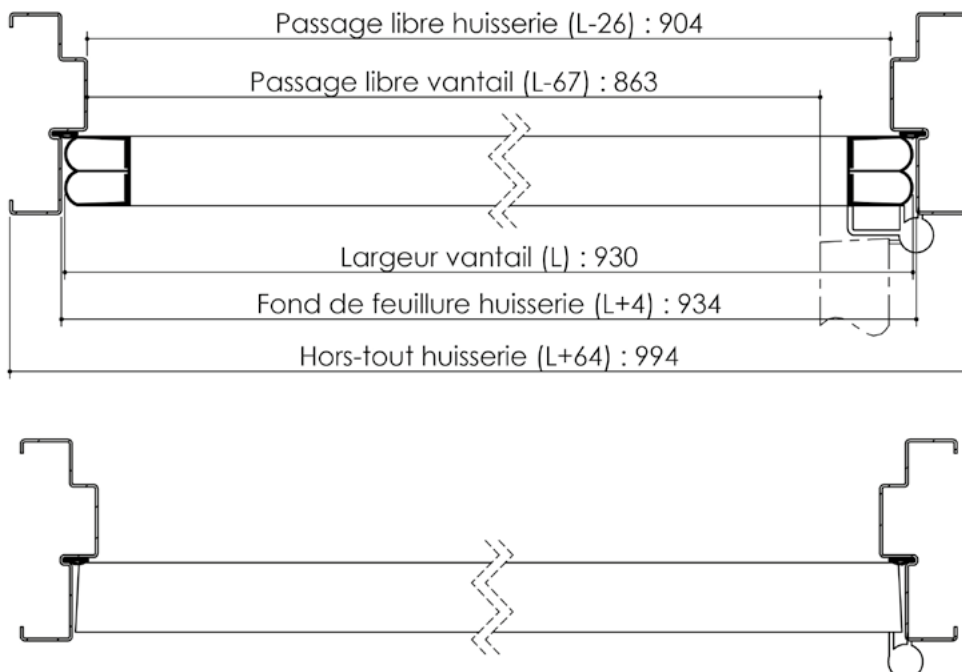 Passage libre huisserie (L-26) : 904
Passage libre vantail (L-67) : 863
Largeur vantail (L) : 930
Fond de feuillure huisserie (L+4) : 934
Hors-tout huisserie (L+64) : 994